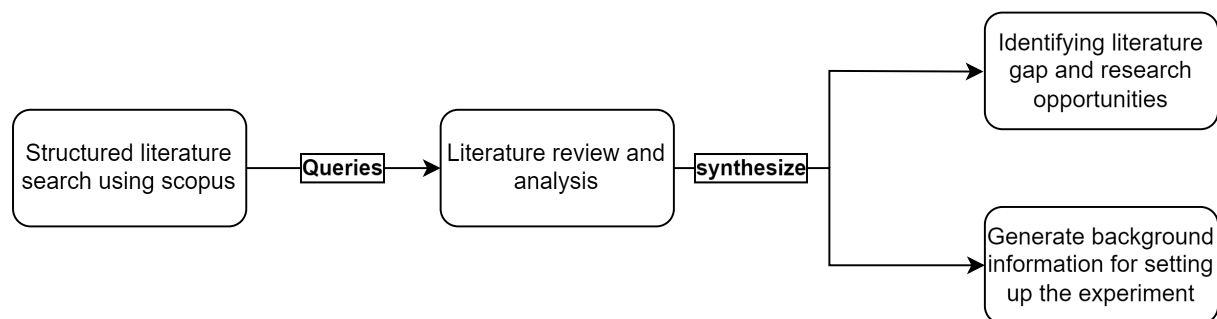 Structured literature
search using scopus
Queries
Literature review and
analysis
synthesize
Identifying literature
gap and research
opportunities
Generate background
information for setting
up the experiment